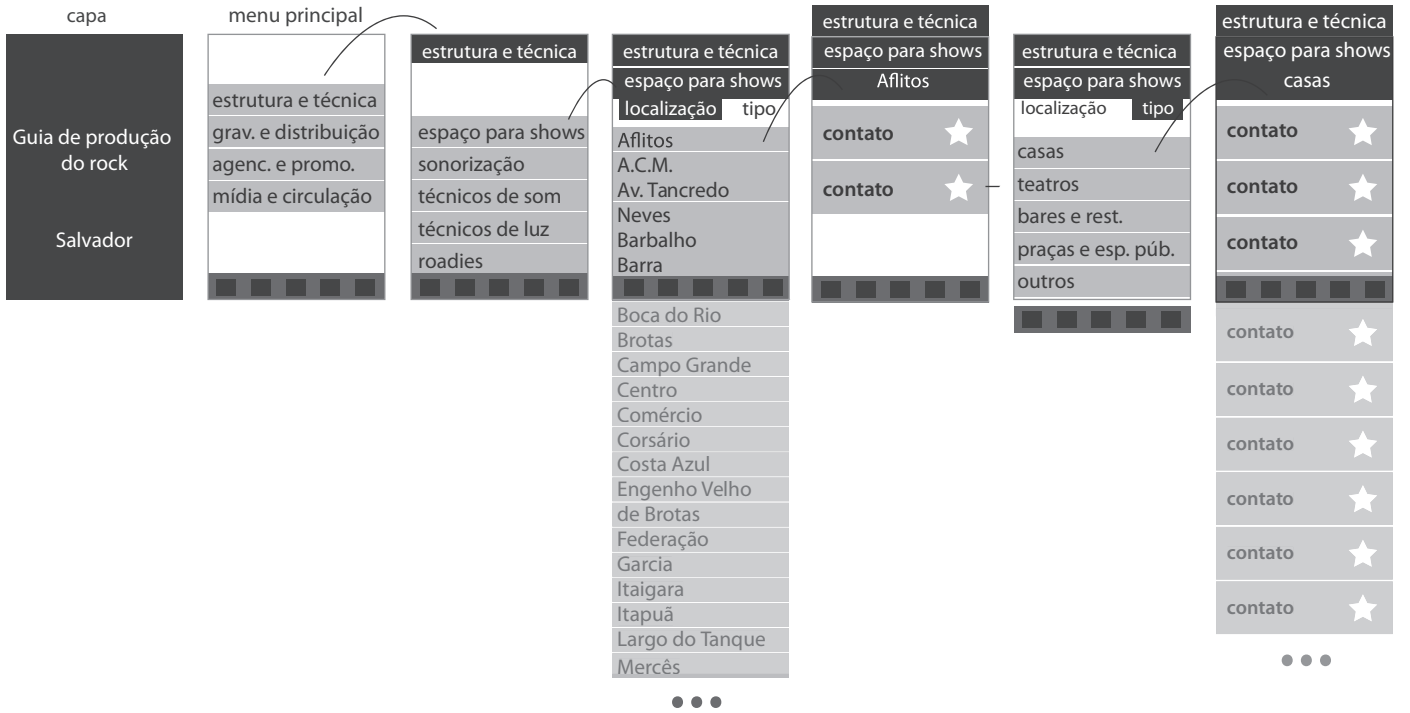 capa
Guia de produção
do rock
Salvador
menu principal
estrutura e técnica
grav. e distribuição
agenc. e promo.
mídia e circulação
estrutura e técnica
espaço para shows
sonorização
técnicos de som
técnicos de luz
roadies
estrutura e técnica
espaço para shows
localização tipo
Aflitos
A.C.M.
Av. Tancredo
Neves
Barbalho
Barra
Boca do Rio
Brotas
Campo Grande
Centro
Comércio
Corsário
Costa Azul
Engenho Velho
de Brotas
Federação
Garcia
Itaigara
Itapuã
Largo do Tanque
Mercês
estrutura e técnica
espaço para shows
Aflitos
contato
contato
estrutura e técnica
espaço para shows
localização tipo
casas
teatros
bares e rest.
praças e esp. púb.
outros
estrutura e técnica
espaço para shows
casas
contato
contato
contato
contato
contato
contato
contato
contato
contato